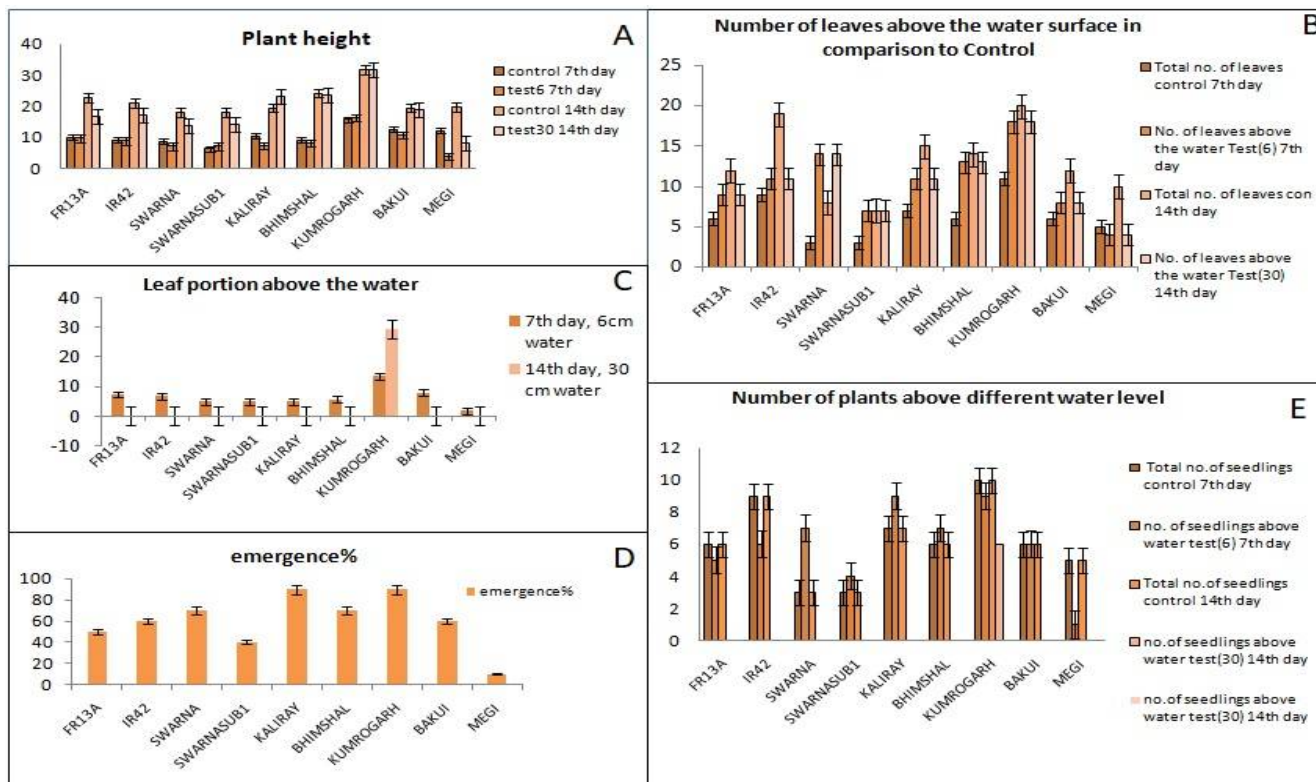 Plant height
A
40
30
20
10
0
FR13A
IR42
SWARNA
SWARNASUB1
KALIRAY
BHIMSHAL
KUMROGARH
BAKUI
MEGI
control 7th day
test6 7th day
control 14th day
test30 14th day
Number of leaves above the water surface in
comparison to Control
B
25
20
15
10
5
0
FR13A
IR42
SWARNA
SWARNASUB1
KALIRAY
BHIMSHAL
KUMROGARH
BAKUI
MEGI
Total no. of leaves
control 7th day
No. of leaves above
the water Test(6) 7th
day
Total no. of leaves con
14th day
No. of leaves above
the water Test(30)
14th day
Leaf portion above the water
C
40
30
20
10
0
-10
FR13A
IR42
SWARNA
SWARNASUB1
KALIRAY
BHIMSHAL
KUMROGARH
BAKUI
MEGI
7th day, 6cm
water
14th day, 30
cm water
emergence%
D
100
80
60
40
20
0
FR13A
IR42
SWARNA
SWARNASUB1
KALIRAY
BHIMSHAL
KUMROGARH
BAKUI
MEGI
emergence%
Number of plants above different water level
E
12
10
8
6
4
2
0
FR13A
IR42
SWARNA
SWARNASUB1
KALIRAY
BHIMSHAL
KUMROGARH
BAKUI
MEGI
Total no.of seedlings
control 7th day
no. of seedlings above
water test(6) 7th day
Total no.of seedlings
control 14th day
no.of seedlings above
water test(30) 14th day
no.of seedlings above
water test(30) 14th day